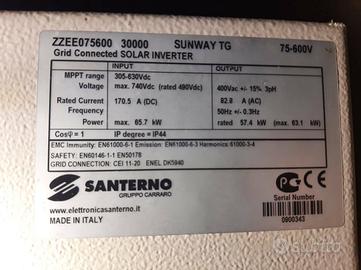 ZZEE075600 30000 SUNWAY TG 75-600V
Grid Connected SOLAR INVERTER
INPUT OUTPUT
MPPT range 305-630Vdc
Voltage max 740Vdc (rated 490Vdc) 400Vac +/- 15% 3pH
Rated Current 170.5 A (DC) 82.8 A (AC)
Frequency 50Hz +/- 0.3Hz
Power max 65.7 kW rated 57.4 kW (max 63.1 kW)
Cosφ = 1 IP degree = IP44
EMC Immunity: EN61000-6-1 Emission: EN61000-6-3 Harmonics 61000-3-4
SAFETY: EN60146-1-1 EN50178
GRID CONNECTION: CEI 11-20 ENEL DK5940
SANTERNO
GRUPPO CARRARO
www.elettronicasanterno.it
MADE IN ITALY
CE
Serial Number
0900343
subito